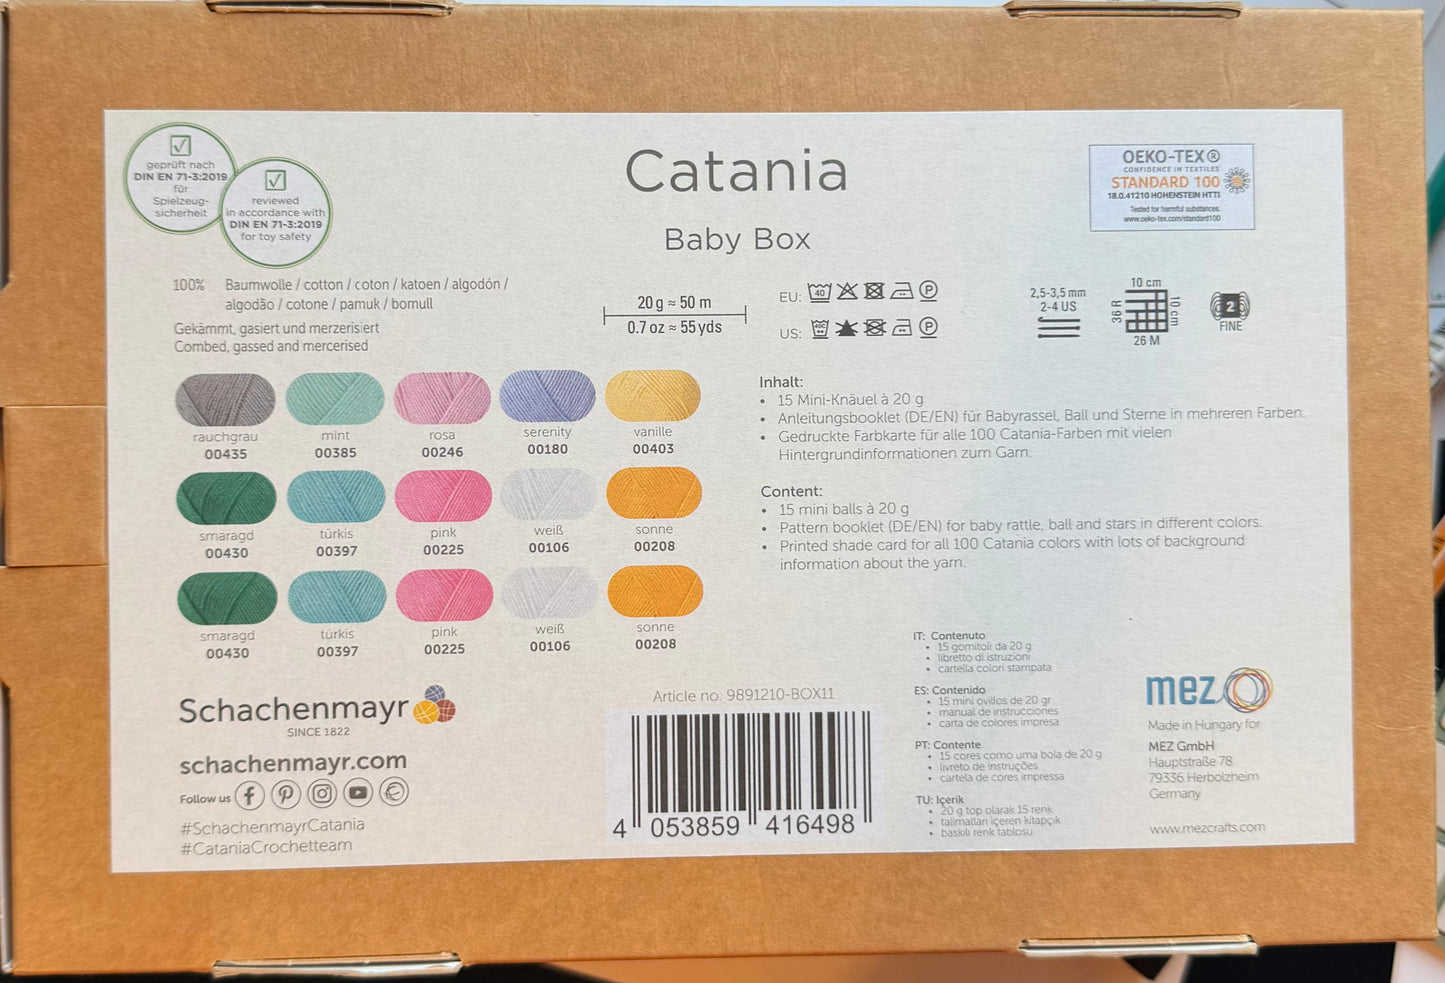 geprüft nach
DIN EN 71-3:2019
für
Spielzeug-
sicherheit
reviewed
in accordance with
DIN EN 71-3:2019
for toy safety
Catania
Baby Box
OEKO-TEX®
CONFIDENCE IN TEXTILES
STANDARD 100
18.0.41210 HOHENSTEIN HTTI
Tested for harmful substances.
www.oeko-tex.com/standard100
100% Baumwolle / cotton / coton / katoen / algodón /
algodão / cotone / pamuk / bomull
Gekämmt, gasiert und merzerisiert
Combed, gassed and mercerised
20 g ≈ 50 m
0.7 oz ≈ 55 yds
EU: 40 P
US: 40C P
2,5-3,5 mm
2-4 US
10 cm
36 R
10 cm
26 M
2
FINE
rauchgrau mint rosa serenity vanille
00435 00385 00246 00180 00403
smaragd türkis pink weiß sonne
00430 00397 00225 00106 00208
smaragd türkis pink weiß sonne
00430 00397 00225 00106 00208
Inhalt:
• 15 Mini-Knäuel à 20 g
• Anleitungsbooklet (DE/EN) für Babyrassel, Ball und Sterne in mehreren Farben.
• Gedruckte Farbkarte für alle 100 Catania-Farben mit vielen
Hintergrundinformationen zum Garn.
Content:
• 15 mini balls à 20 g
• Pattern booklet (DE/EN) for baby rattle, ball and stars in different colors.
• Printed shade card for all 100 Catania colors with lots of background
information about the yarn.
Schachenmayr
SINCE 1822
schachenmayr.com
Follow us
#SchachenmayrCatania
#CataniaCrochetteam
Article no. 9891210-BOX11
4 053859 416498
IT: Contenuto
• 15 gomitoli da 20 g
• libretto di istruzioni
• cartella colori stampata
ES: Contenido
• 15 mini ovillos de 20 gr
• manual de instrucciones
• carta de colores impresa
PT: Contente
• 15 cores como uma bola de 20 g
• livreto de instruções
• cartela de cores impressa
TU: İçerik
• 20 g top olarak 15 renk
• talimatları içeren kitapçık
• baskılı renk tablosu
mez
Made in Hungary for
MEZ GmbH
Hauptstraße 78
79336 Herbolzheim
Germany
www.mezcrafts.com